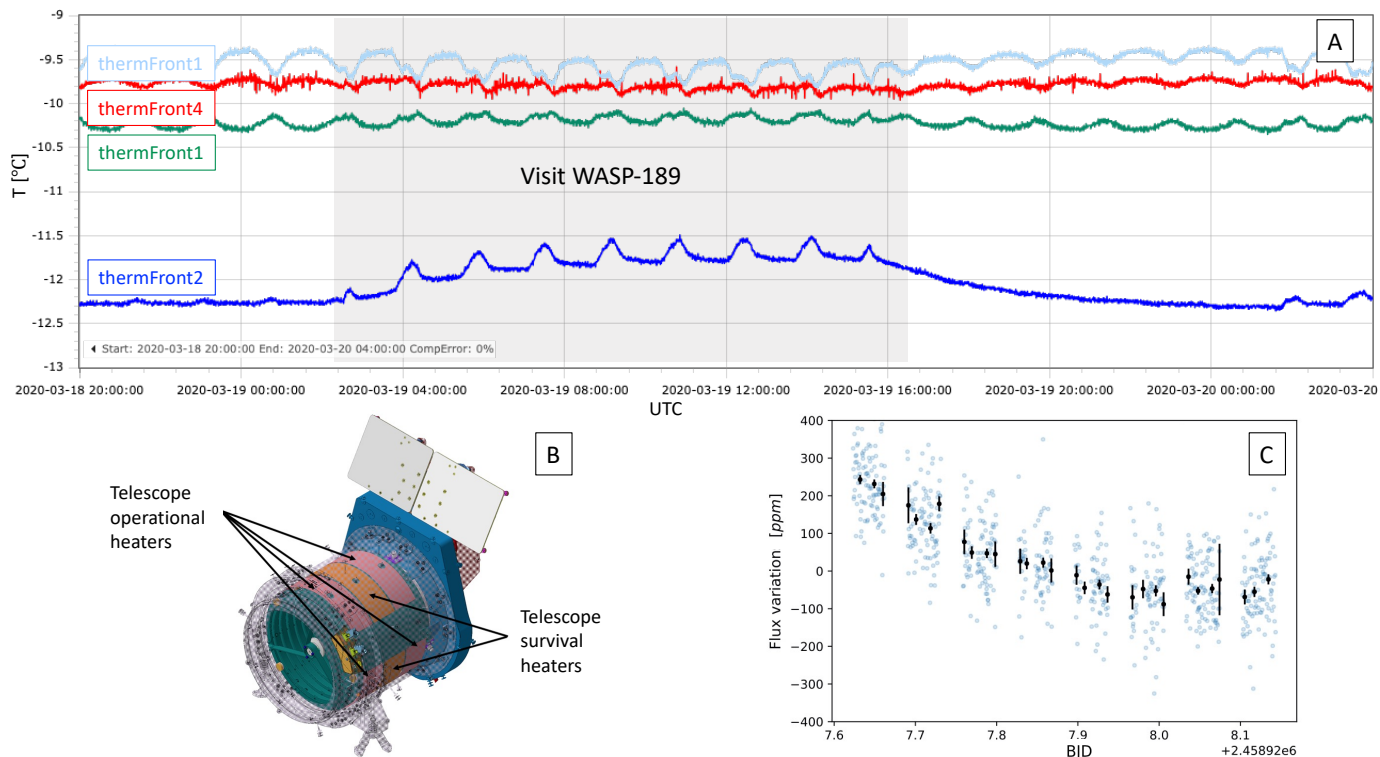 A
-9
-9.5
-10
-10.5
-11
-11.5
-12
-12.5
-13
T [°C]
thermFront1
thermFront4
thermFront1
thermFront2
Visit WASP-189
Start: 2020-03-18 20:00:00 End: 2020-03-20 04:00:00 CompError: 0%
2020-03-18 20:00:00 2020-03-19 00:00:00 2020-03-19 04:00:00 2020-03-19 08:00:00 2020-03-19 12:00:00 2020-03-19 16:00:00 2020-03-19 20:00:00 2020-03-20 00:00:00 2020-03-20
UTC
B
Telescope
operational
heaters
Telescope
survival
heaters
C
400
300
200
100
0
−100
−200
−300
−400
Flux variation [ppm]
7.6 7.7 7.8 7.9 8.0 8.1
BJD
+2.45892e6